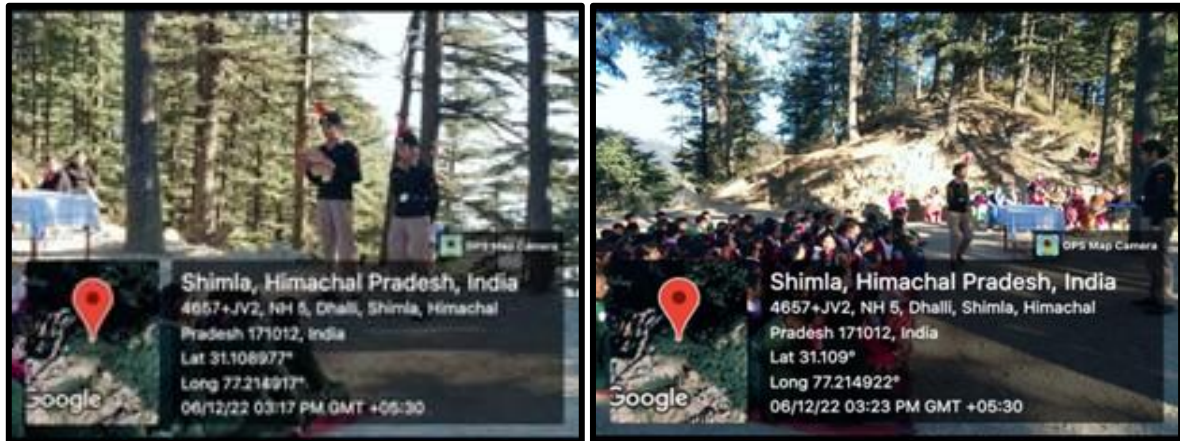 GPS Map Camera
Shimla, Himachal Pradesh, India
4657+JV2, NH 5, Dhalli, Shimla, Himachal
Pradesh 171012, India
Lat 31.108977°
Long 77.214917°
06/12/22 03:17 PM GMT +05:30
Google
GPS Map Camera
Shimla, Himachal Pradesh, India
4657+JV2, NH 5, Dhalli, Shimla, Himachal
Pradesh 171012, India
Lat 31.109°
Long 77.214922°
06/12/22 03:23 PM GMT +05:30
Google